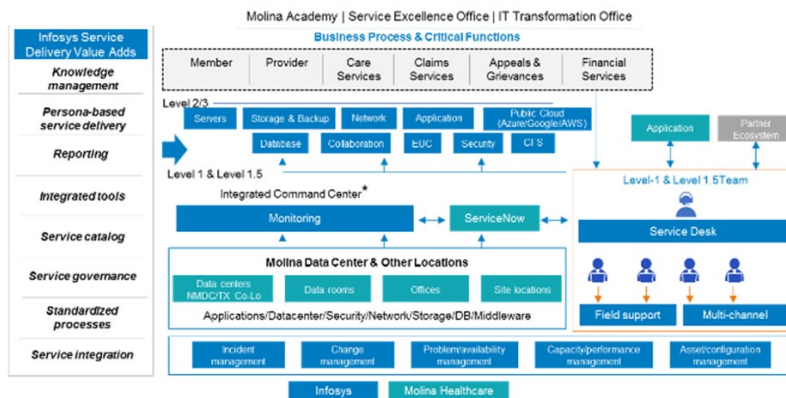 Molina Academy | Service Excellence Office | IT Transformation Office
Business Process & Critical Functions
Infosys Service
Delivery Value Adds
Knowledge
management
Persona-based
service delivery
Reporting
Integrated tools
Service catalog
Service governance
Standardized
processes
Service integration
Member
Provider
Care
Services
Claims
Services
Appeals &
Grievances
Financial
Services
Level 2/3
Servers
Storage & Backup
Network
Application
Public Cloud
(Azure/Google/AWS)
Database
Collaboration
EUC
Security
CFS
Level 1 & Level 1.5
Integrated Command Center*
Monitoring
ServiceNow
Molina Data Center & Other Locations
Data centers
NMDC/TX Co-Lo
Data rooms
Offices
Site locations
Applications/Datacenter/Security/Network/Storage/DB/Middleware
Application
Partner
Ecosystem
Level-1 & Level 1.5Team
Service Desk
Field support
Multi-channel
Incident
management
Change
management
Problem/availability
management
Capacity/performance
management
Asset/configuration
management
Infosys
Molina Healthcare